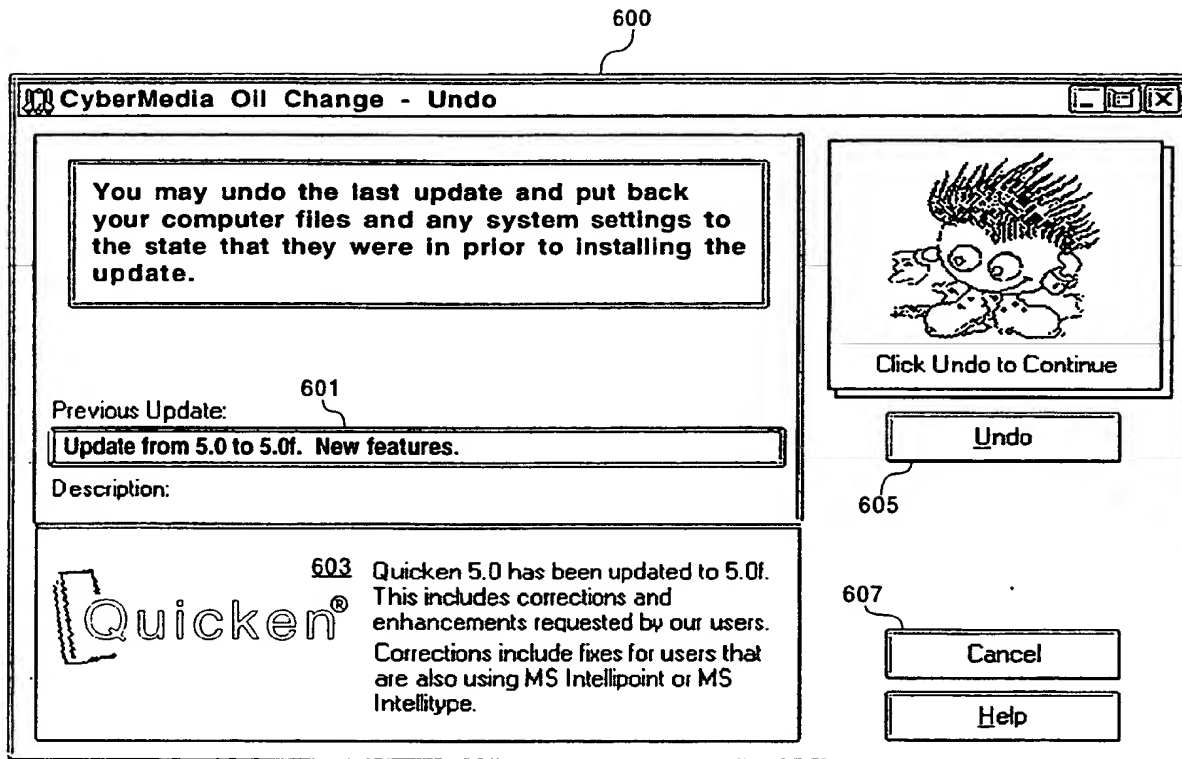 600
CyberMedia Oil Change - Undo
You may undo the last update and put back
your computer files and any system settings to
the state that they were in prior to installing the
update.
Click Undo to Continue
601
Previous Update:
Update from 5.0 to 5.0f. New features.
Undo
605
Description:
Quicken®
603
Quicken 5.0 has been updated to 5.0f.
This includes corrections and
enhancements requested by our users.
Corrections include fixes for users that
are also using MS Intellipoint or MS
Intellitype.
607
Cancel
Help